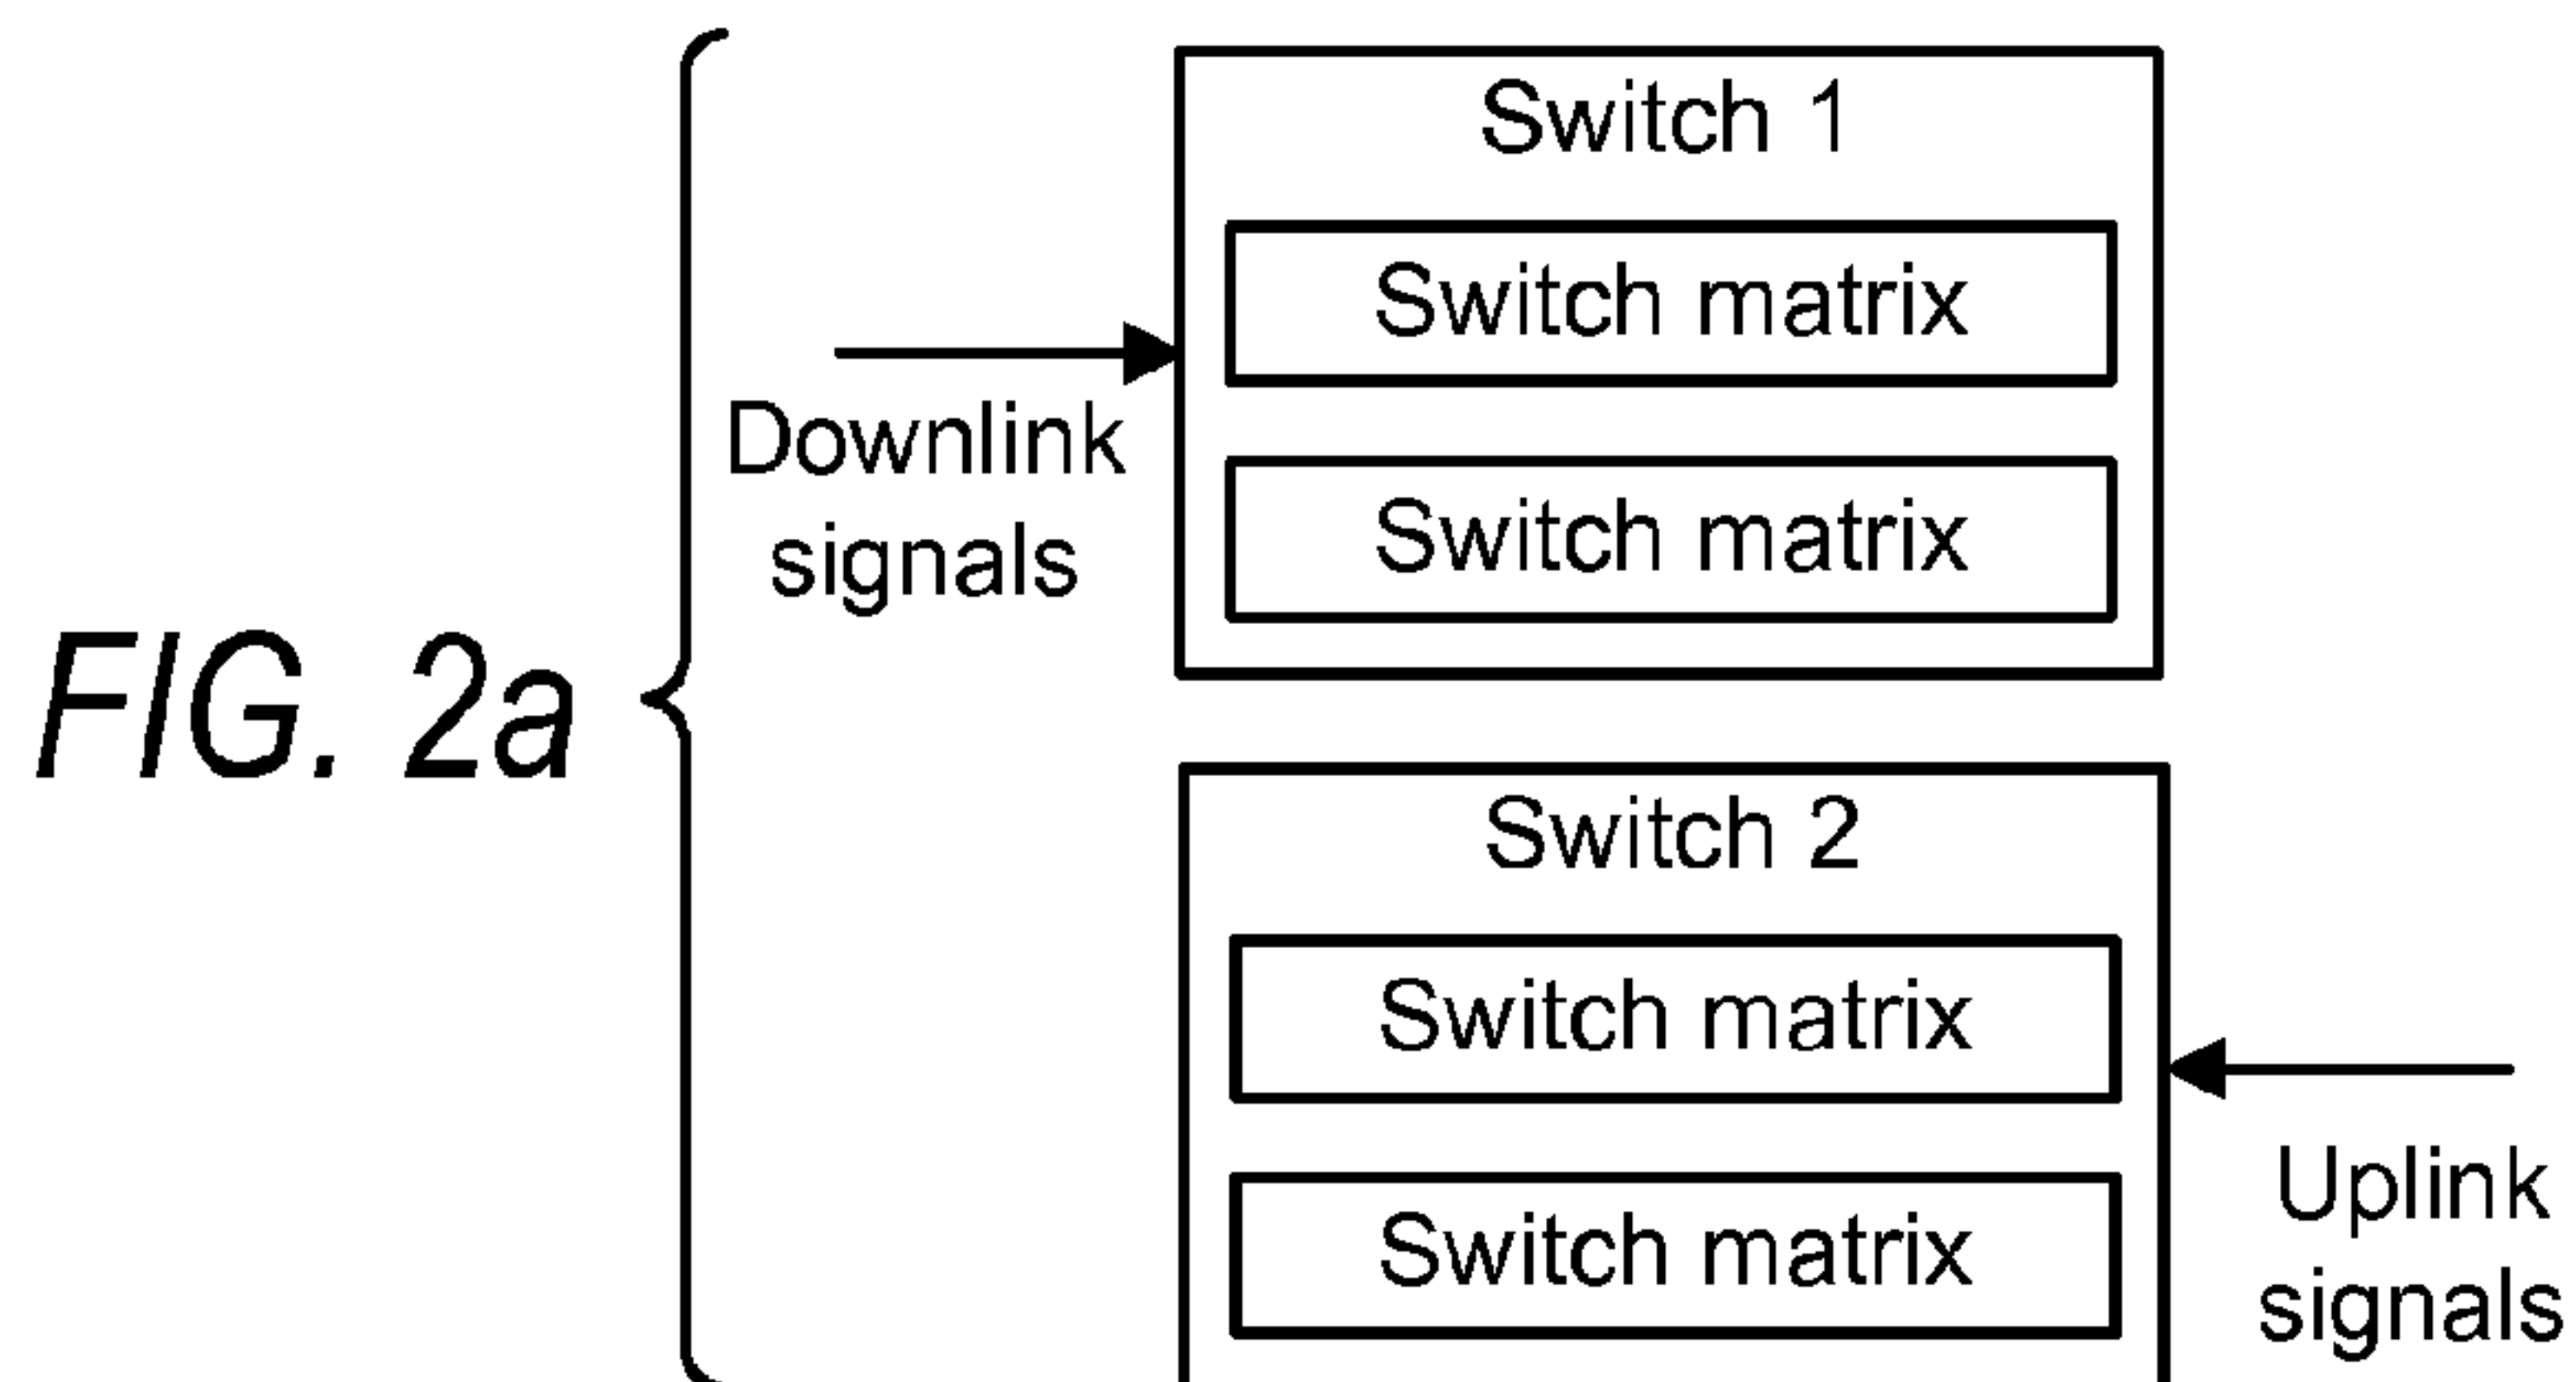 FIG. 2a
Switch 1
Switch matrix
Switch matrix
Downlink
signals
Switch 2
Switch matrix
Switch matrix
Uplink
signals